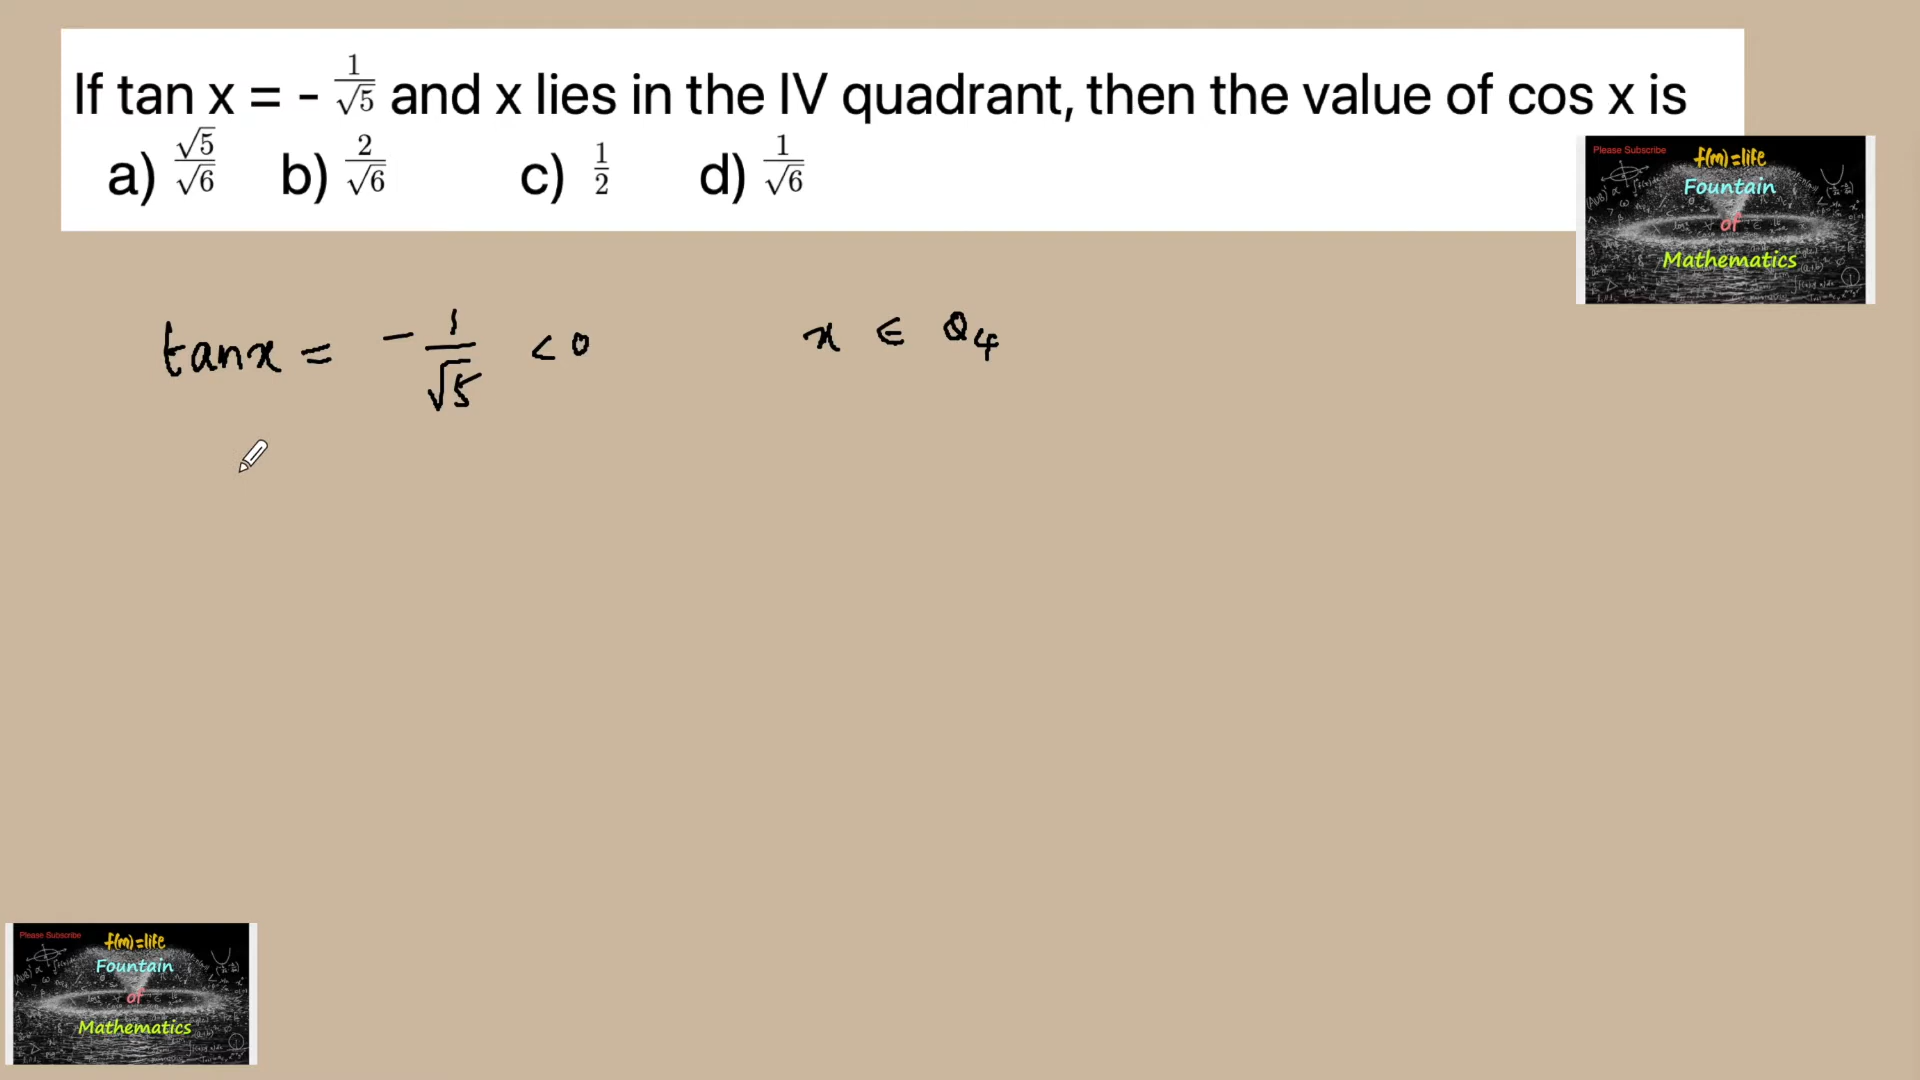 If tan x = - 1/√5 and x lies in the IV quadrant, then the value of cos x is
a) √5/√6 b) 2/√6 c) 1/2 d) 1/√6
Please Subscribe
f(m)=life
Fountain
of
Mathematics
tanx = - 1/√5 < 0 x ∈ Q₄
Please Subscribe
f(m)=life
Fountain
of
Mathematics